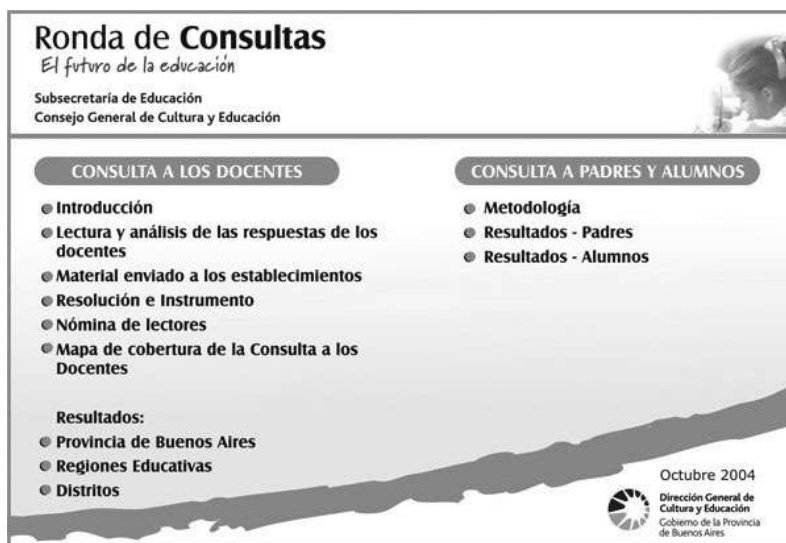 Ronda de Consultas
El futuro de la educación
Subsecretaría de Educación
Consejo General de Cultura y Educación
CONSULTA A LOS DOCENTES
Introducción
Lectura y análisis de las respuestas de los
docentes
Material enviado a los establecimientos
Resolución e Instrumento
Nómina de lectores
Mapa de cobertura de la Consulta a los
Docentes
Resultados:
Provincia de Buenos Aires
Regiones Educativas
Distritos
CONSULTA A PADRES Y ALUMNOS
Metodología
Resultados - Padres
Resultados - Alumnos
Octubre 2004
Dirección General de
Cultura y Educación
Gobierno de la Provincia
de Buenos Aires